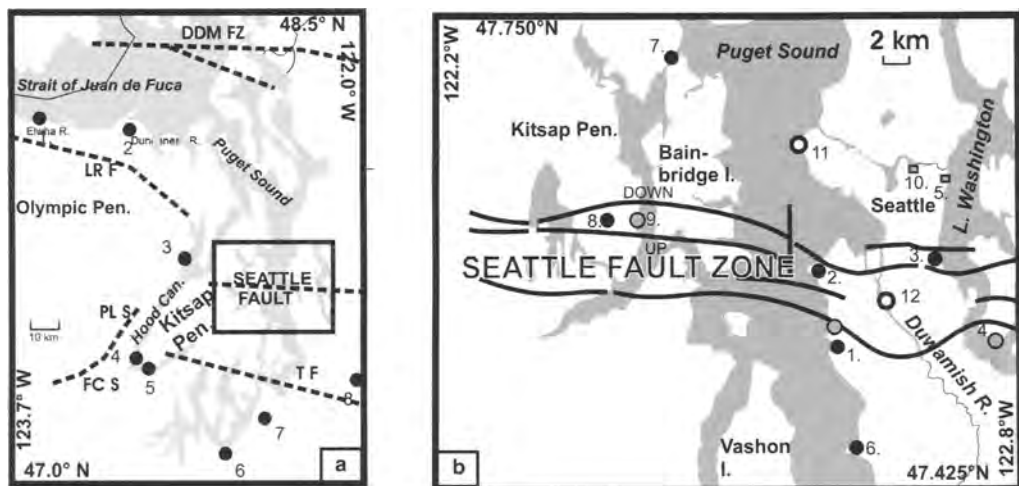 48.5° N
DDM FZ
122.0° W
Strait of Juan de Fuca
Elwha R.
1
2
Dungenes R.
Puget Sound
LR F
Olympic Pen.
3
SEATTLE
FAULT
Hood Can.
Kitsap
Pen.
PL S
10 km
4
5
FC S
T F
8
7
6
123.7° W
47.0° N
a
47.750° N
122.2°W
7.
Puget Sound
2 km
Kitsap Pen.
11
Bain-
bridge I.
10.
5.
Seattle
L. Washington
DOWN
8.
9.
UP
SEATTLE FAULT ZONE
2.
3.
12
4
1.
Duwamish R.
Vashon
I.
6.
122.8°W
47.425°N
b